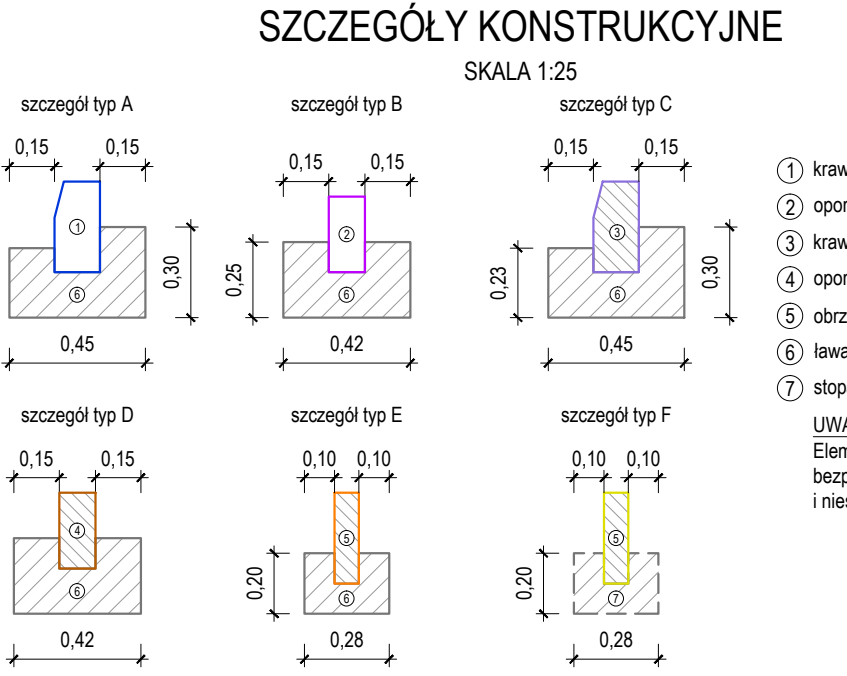 SZCZEGÓŁY KONSTRUKCYJNE
SKALA 1:25
szczegół typ A
szczegół typ B
szczegół typ C
0,15 0,15
0,15 0,15
0,15 0,15
1
6
0,30
0,45
2
6
0,25
0,42
3
6
0,23
0,30
0,45
szczegół typ D
szczegół typ E
szczegół typ F
0,15 0,15
0,10 0,10
0,10 0,10
4
6
0,42
5
6
0,20
0,28
5
7
0,20
0,28
1 kraw
2 opor
3 kraw
4 opor
5 obrz
6 ława
7 stop
UWA
Elem
bezp
i nies